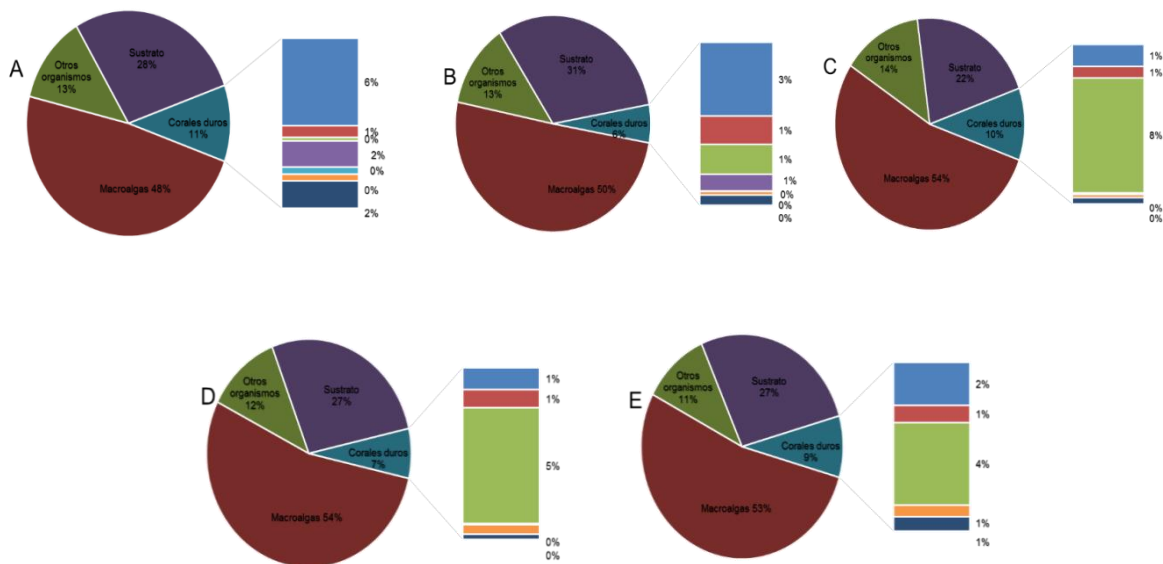 A
Sustrato
28%
Otros
organismos
13%
Corales duros
11%
Macroalgas 48%
6%
1%
0%
2%
0%
0%
2%
B
Sustrato
31%
Otros
organismos
13%
Corales duros
6%
Macroalgas 50%
3%
1%
1%
1%
0%
0%
0%
C
Otros
organismos
14%
Sustrato
22%
Corales duros
10%
Macroalgas 54%
1%
1%
8%
0%
0%
D
Otros
organismos
12%
Sustrato
27%
Corales duros
7%
Macroalgas 54%
1%
1%
5%
0%
0%
E
Otros
organismos
11%
Sustrato
27%
Corales duros
9%
Macroalgas 53%
2%
1%
4%
1%
1%